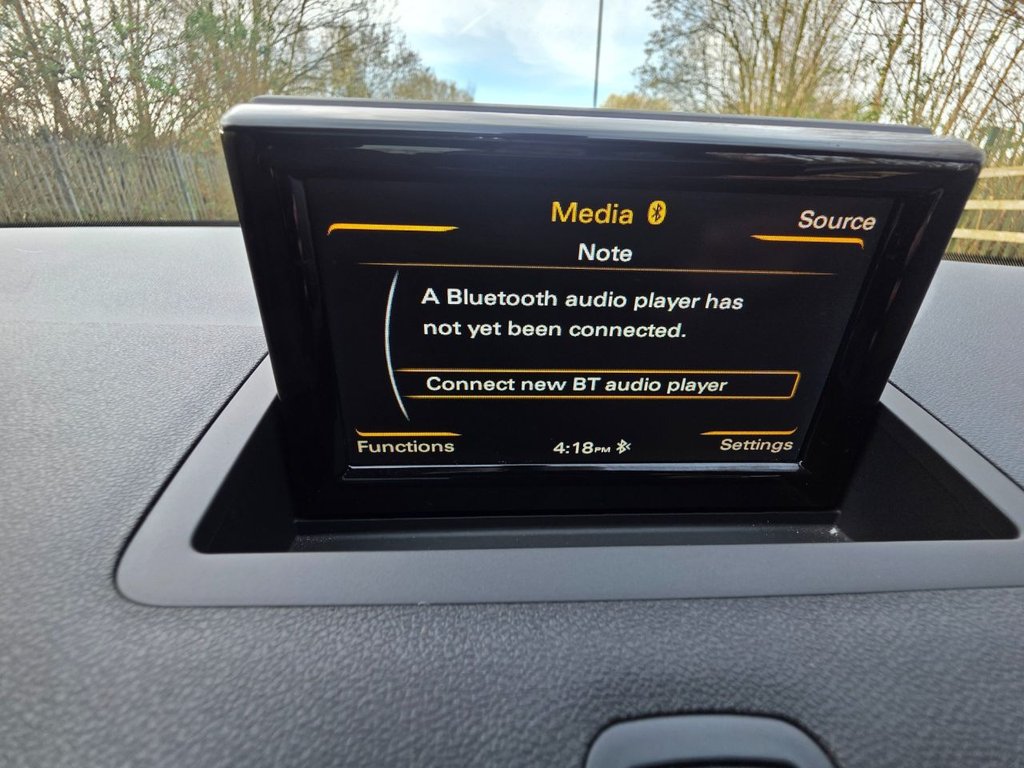 Media
Source
Note
A Bluetooth audio player has
not yet been connected.
Connect new BT audio player
Functions
4:18PM
Settings